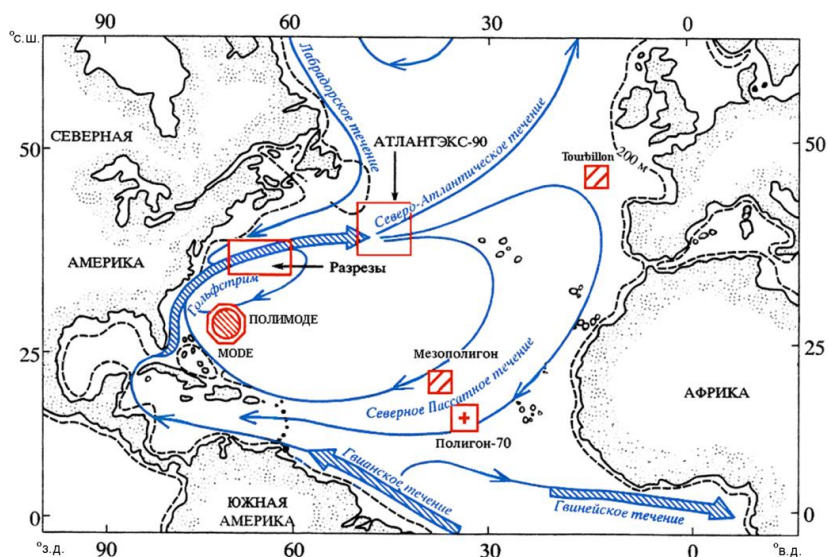 90 60 30 0
°с.ш.
Лабрадорское течение
СЕВЕРНАЯ
50
АТЛАНТЭКС-90
50
200 м
Tourbillon
Северо-Атлантическое течение
АМЕРИКА
Разрезы
Гольфстрим
ПОЛИМОДЕ
MODE
25
25
Мезополигон
Северное Пассатное течение
АФРИКА
Полигон-70
Гвианское течение
ЮЖНАЯ
АМЕРИКА
Гвинейское течение
0
0
°з.д.
90 60 30 0
°в.д.